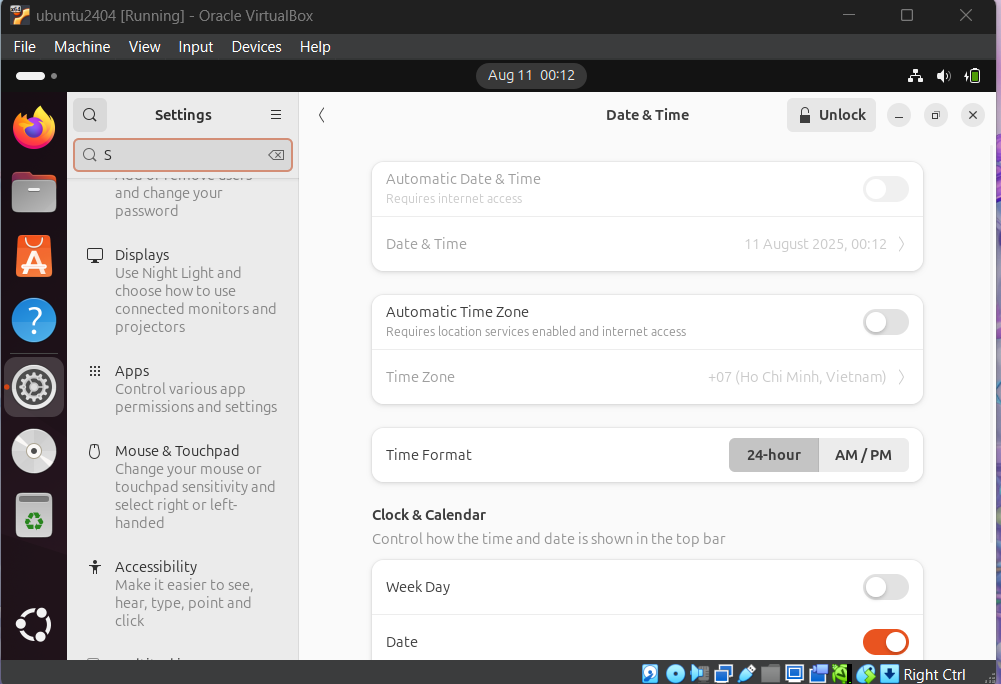 ubuntu2404 [Running] - Oracle VirtualBox
File Machine View Input Devices Help
Aug 11 00:12
Settings
Date & Time
Unlock
S
and change your
password
Displays
Use Night Light and
choose how to use
connected monitors and
projectors
Apps
Control various app
permissions and settings
Mouse & Touchpad
Change your mouse or
touchpad sensitivity and
select right or left-
handed
Accessibility
Make it easier to see,
hear, type, point and
click
Automatic Date & Time
Requires internet access
Date & Time 11 August 2025, 00:12
Automatic Time Zone
Requires location services enabled and internet access
Time Zone +07 (Ho Chi Minh, Vietnam)
Time Format 24-hour AM / PM
Clock & Calendar
Control how the time and date is shown in the top bar
Week Day
Date
Right Ctrl